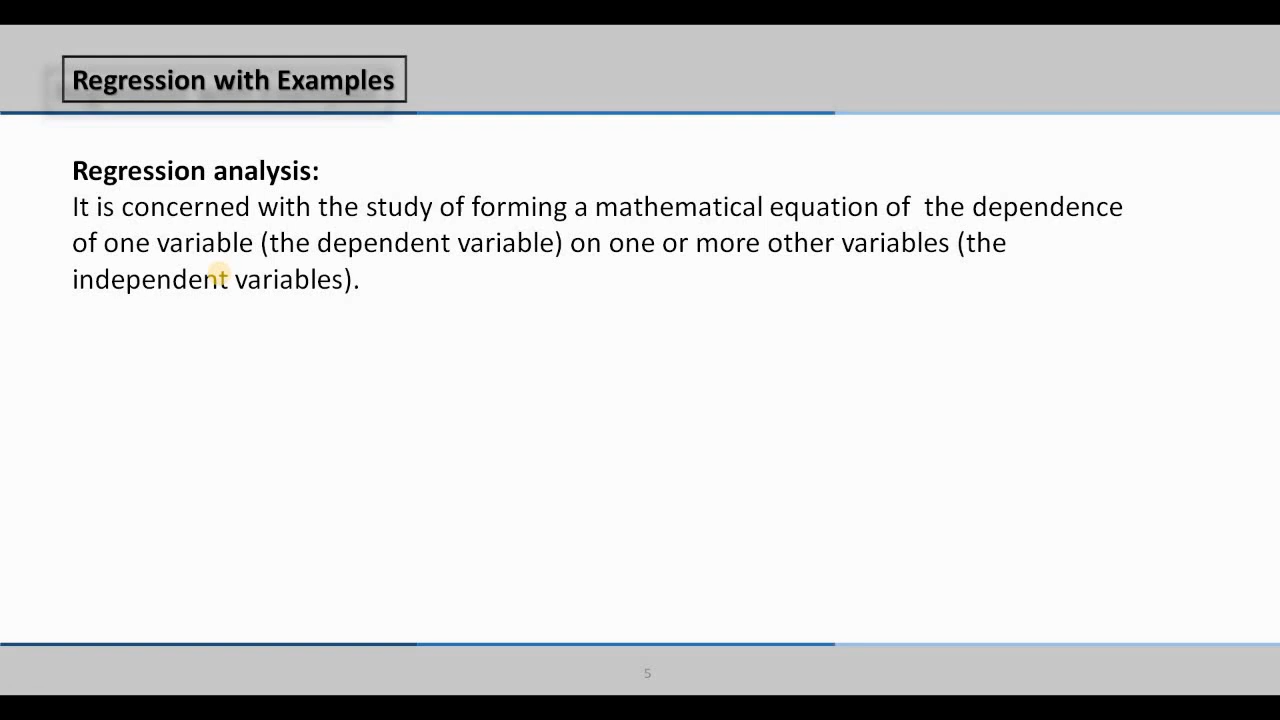 Regression with Examples
Regression analysis:
It is concerned with the study of forming a mathematical equation of  the dependence
of one variable (the dependent variable) on one or more other variables (the
independent variables).
5